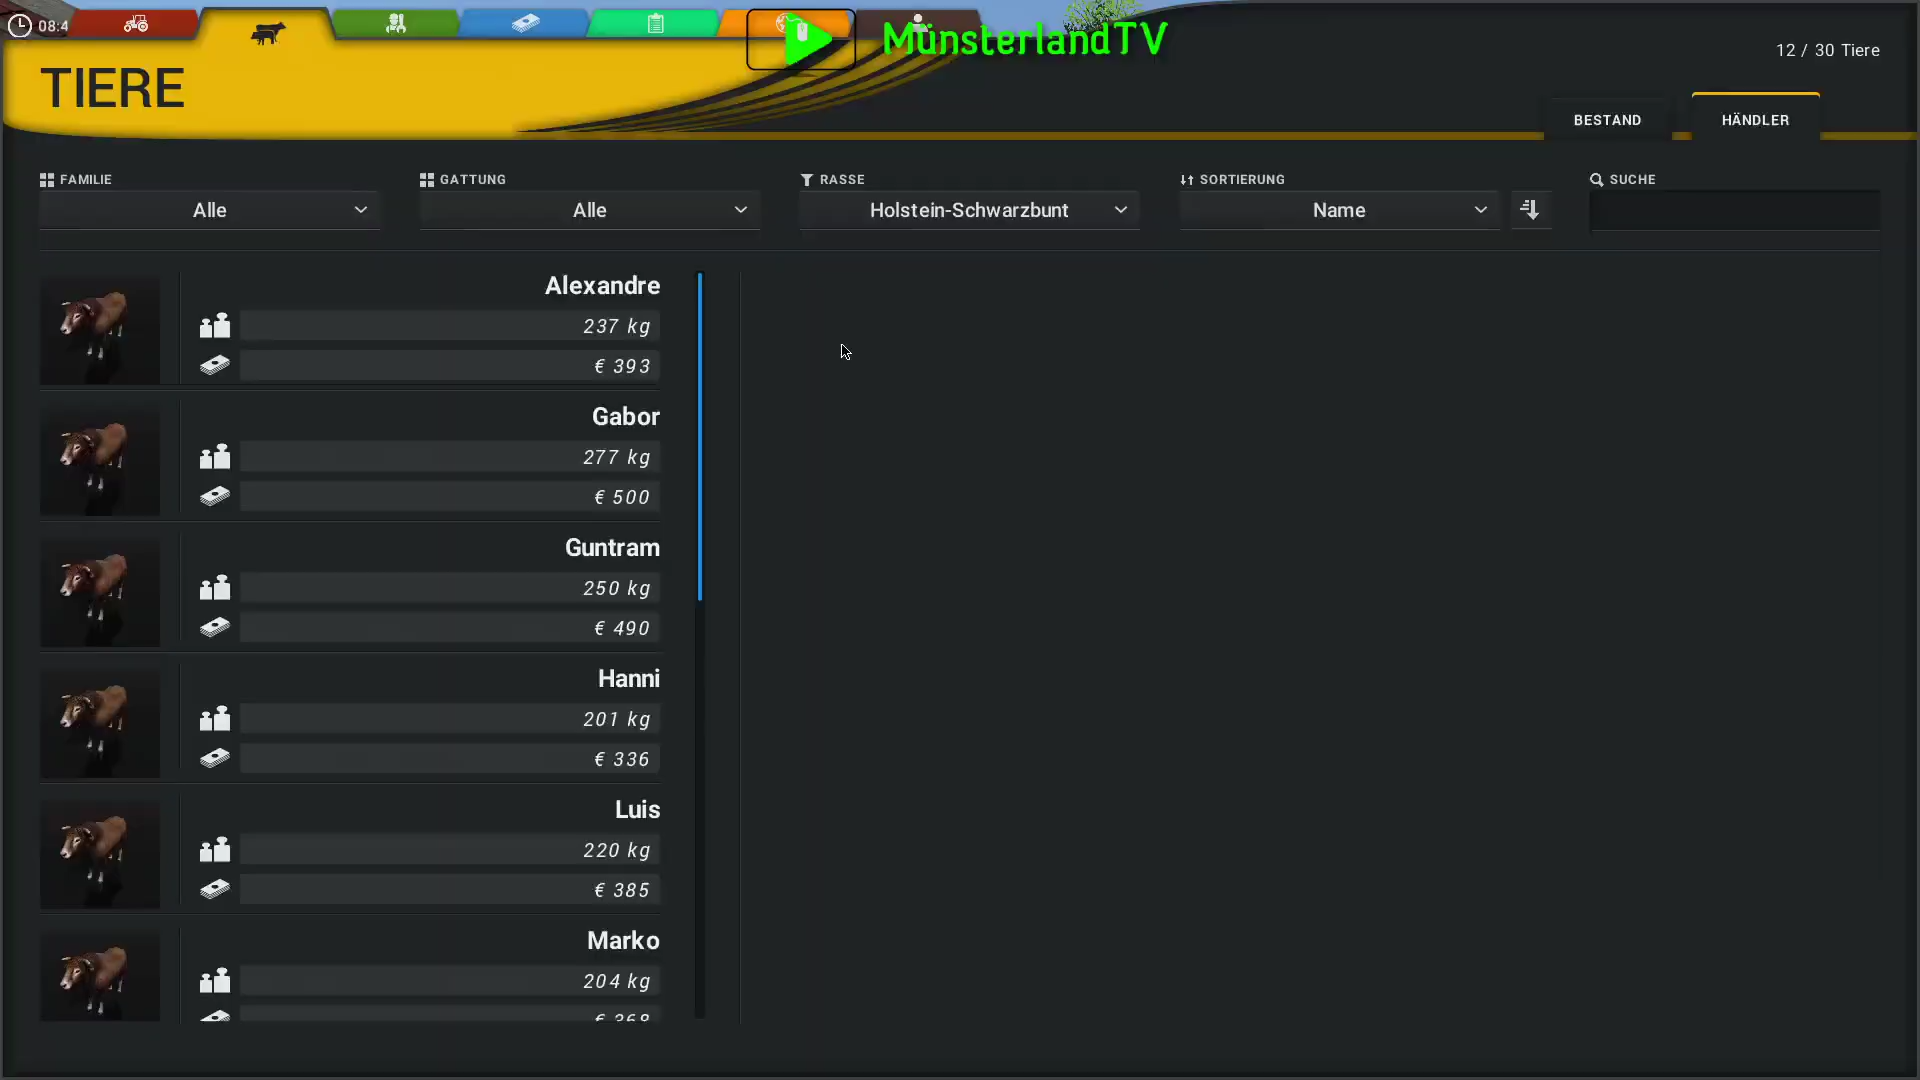 08:4
MünsterlandTV
12 / 30 Tiere
TIERE
BESTAND
HÄNDLER
FAMILIE
GATTUNG
RASSE
SORTIERUNG
SUCHE
Alle
Alle
Holstein-Schwarzbunt
Name
Alexandre
237 kg
€ 393
Gabor
277 kg
€ 500
Guntram
250 kg
€ 490
Hanni
201 kg
€ 336
Luis
220 kg
€ 385
Marko
204 kg
€ 368